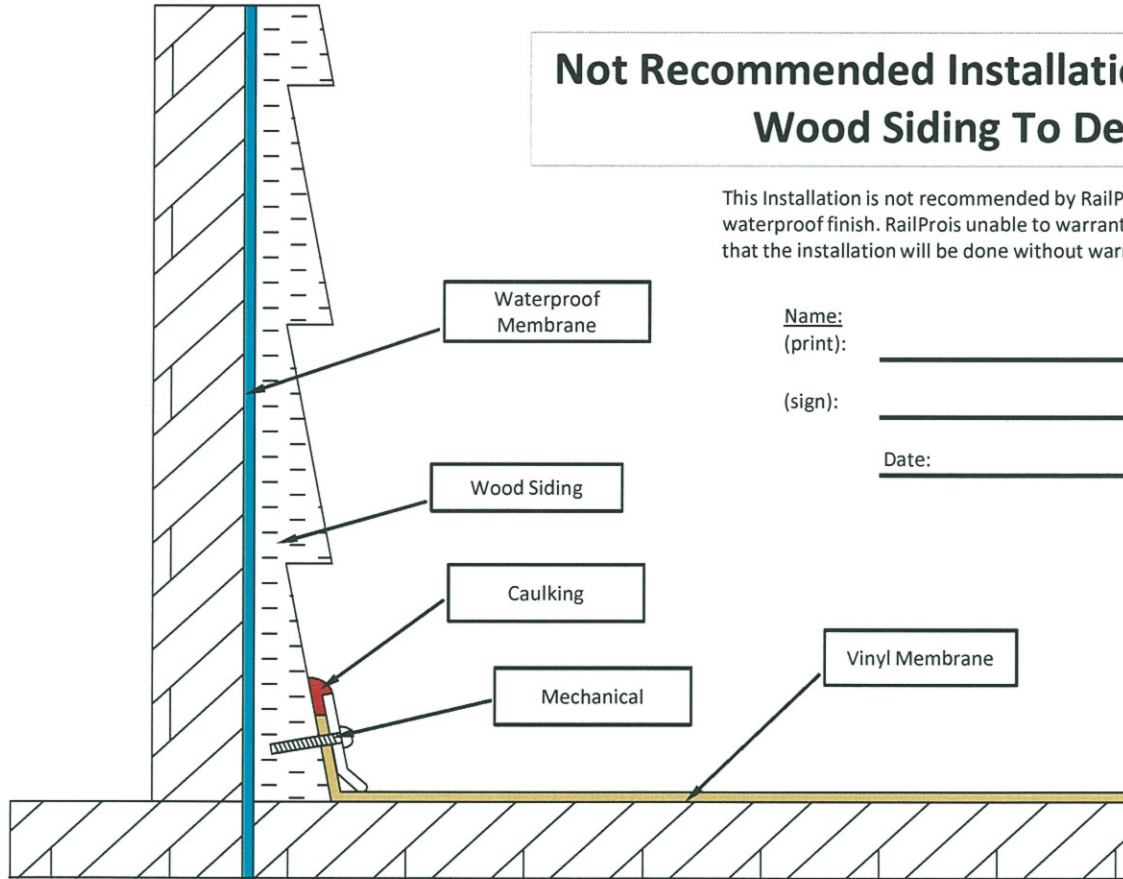 Not Recommended Installatio
Wood Siding To De
This Installation is not recommended by RailP
waterproof finish. RailProis unable to warrant
that the installation will be done without warr
Name:
(print):
(sign):
Date:
Waterproof
Membrane
Wood Siding
Caulking
Mechanical
Vinyl Membrane